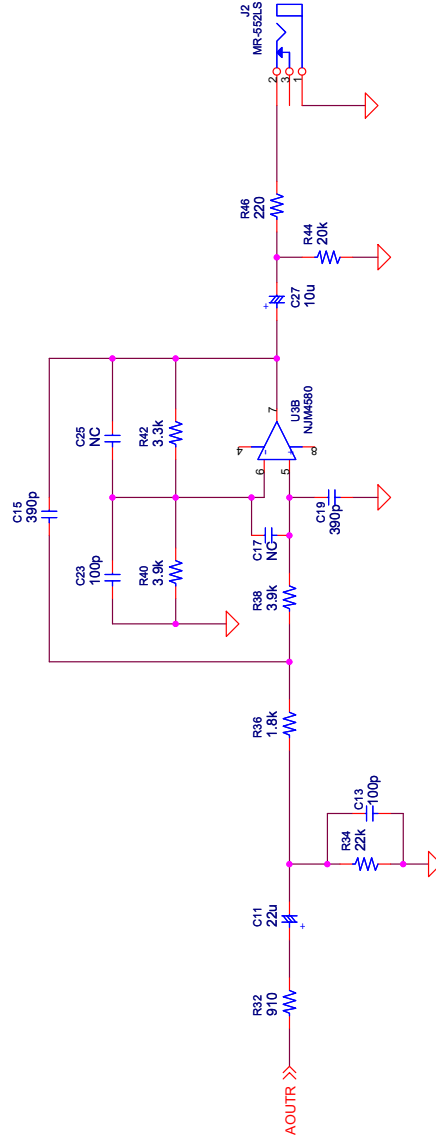 AOUTR
R32
910
C11
22u
+
R34
22k
C13
100p
R36
1.8k
R38
3.9k
C15
390p
C23
100p
R40
3.9k
C25
NC
R42
3.3k
C17
NC
C19
390p
6
5
7
4
8
-
+
U3B
NJM4580
+
C27
10u
R44
20k
R46
220
J2
MR-552LS
2
3
1